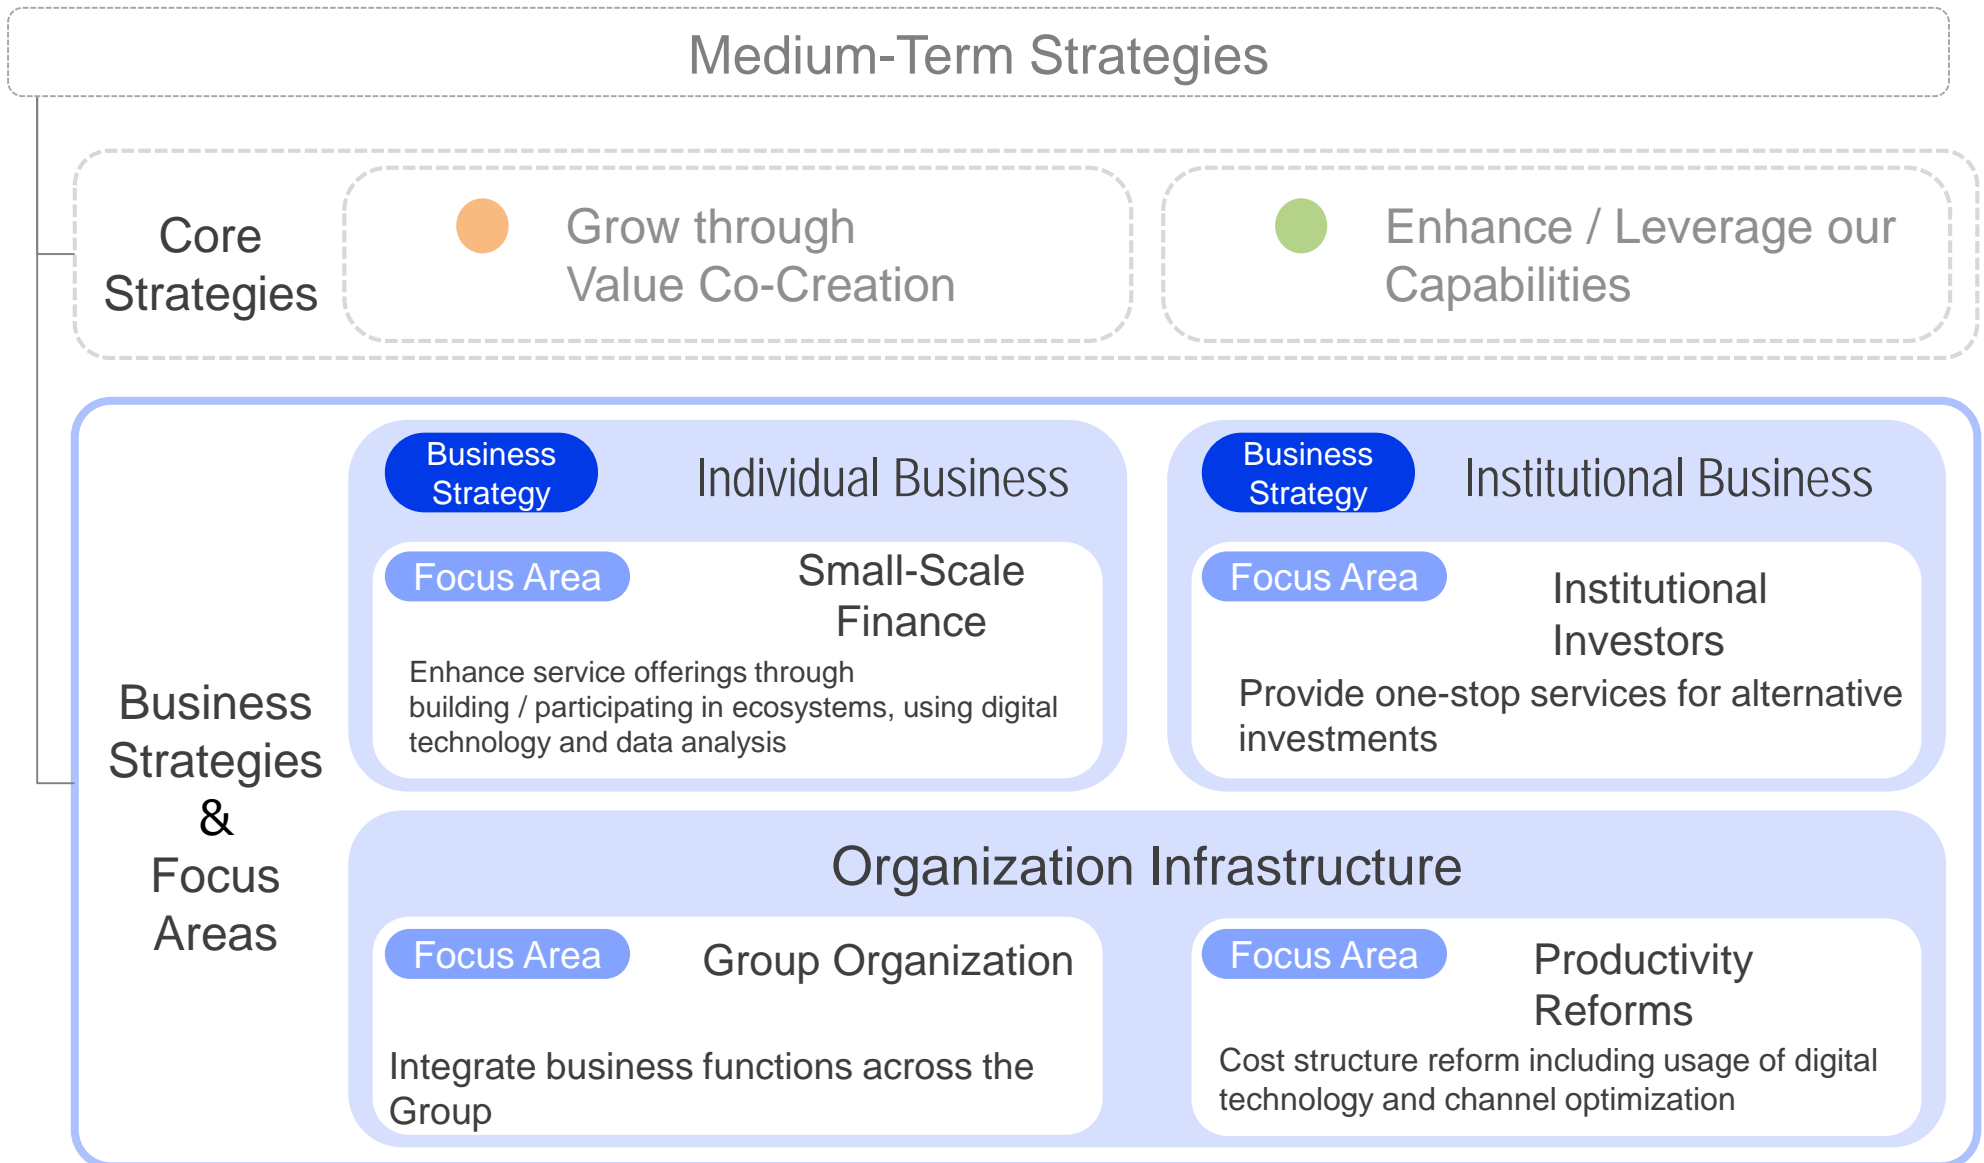 Medium-Term Strategies
Core
Strategies
Grow through
Value Co-Creation
Enhance / Leverage our
Capabilities
Business
Strategies
&
Focus
Areas
Business
Strategy
Individual Business
Focus Area
Small-Scale
Finance
Enhance service offerings through
building / participating in ecosystems, using digital
technology and data analysis
Business
Strategy
Institutional Business
Focus Area
Institutional
Investors
Provide one-stop services for alternative
investments
Organization Infrastructure
Focus Area
Group Organization
Integrate business functions across the
Group
Focus Area
Productivity
Reforms
Cost structure reform including usage of digital
technology and channel optimization